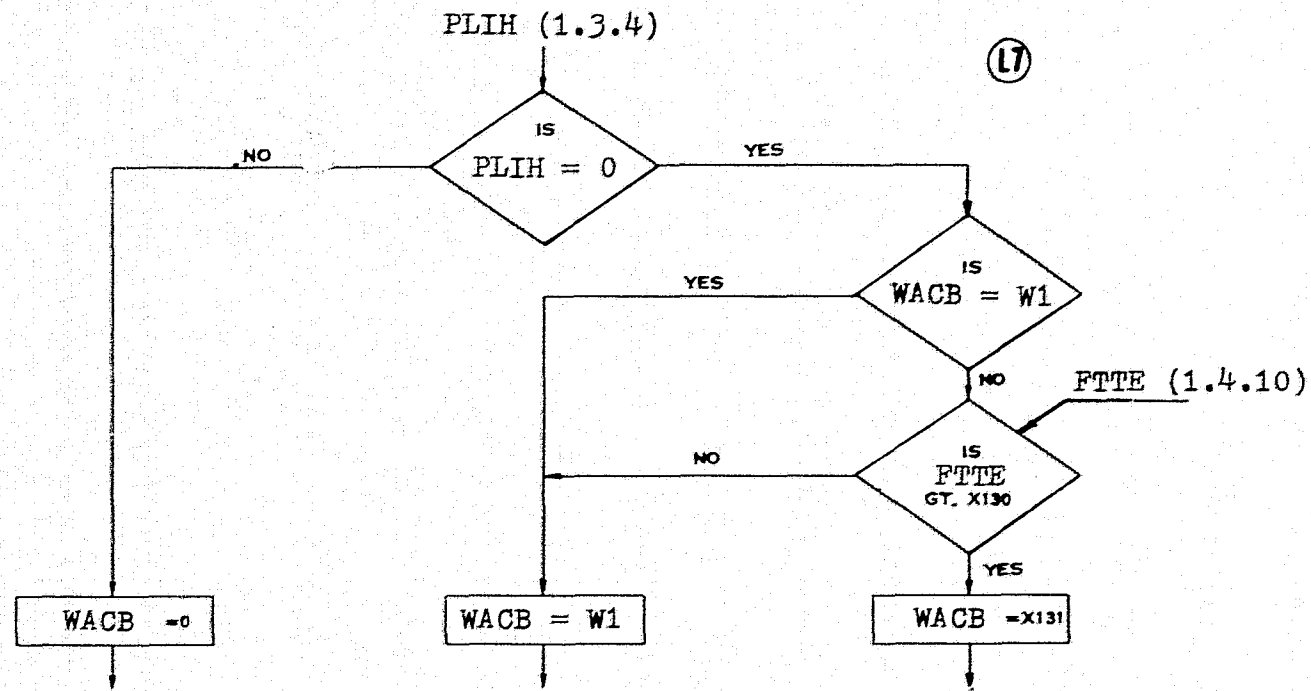 PLIH (1.3.4)
L7
IS
PLIH = 0
NO
YES
IS
WACB = W1
YES
NO
FTTE (1.4.10)
IS
FTTE
GT. X130
NO
YES
WACB =0
WACB = W1
WACB =X131